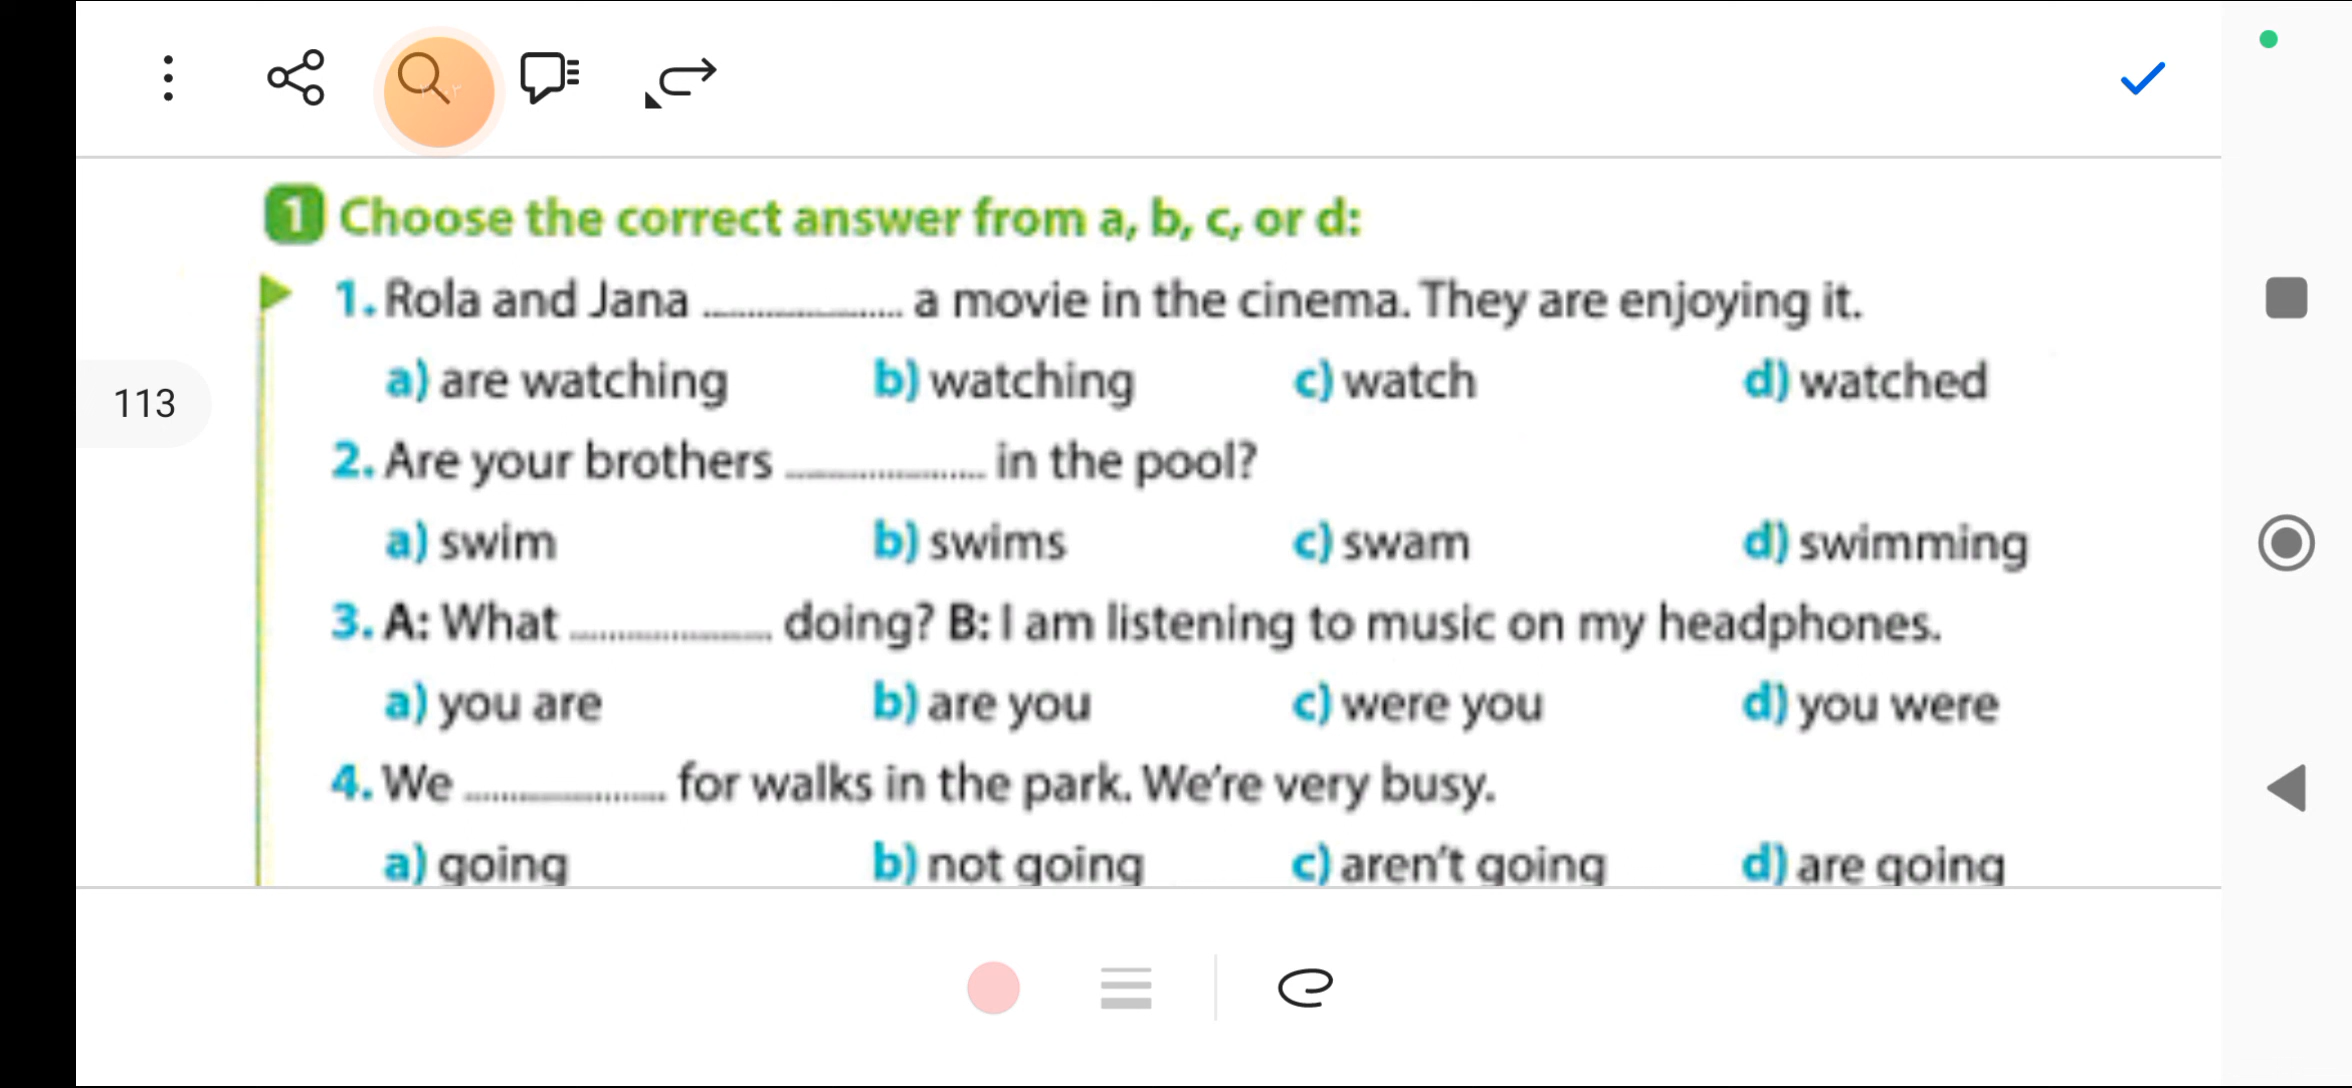 1 Choose the correct answer from a, b, c, or d:
1. Rola and Jana .................... a movie in the cinema. They are enjoying it.
a) are watching b) watching c) watch d) watched
113
2. Are your brothers .................... in the pool?
a) swim b) swims c) swam d) swimming
3. A: What .................... doing? B: I am listening to music on my headphones.
a) you are b) are you c) were you d) you were
4. We .................... for walks in the park. We're very busy.
a) going b) not going c) aren't going d) are going